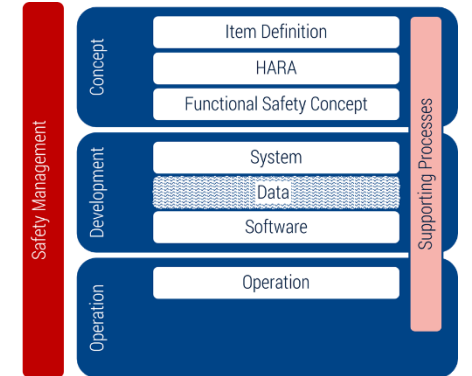 Safety Management
Concept
Item Definition
HARA
Functional Safety Concept
Development
System
Data
Software
Operation
Operation
Supporting Processes